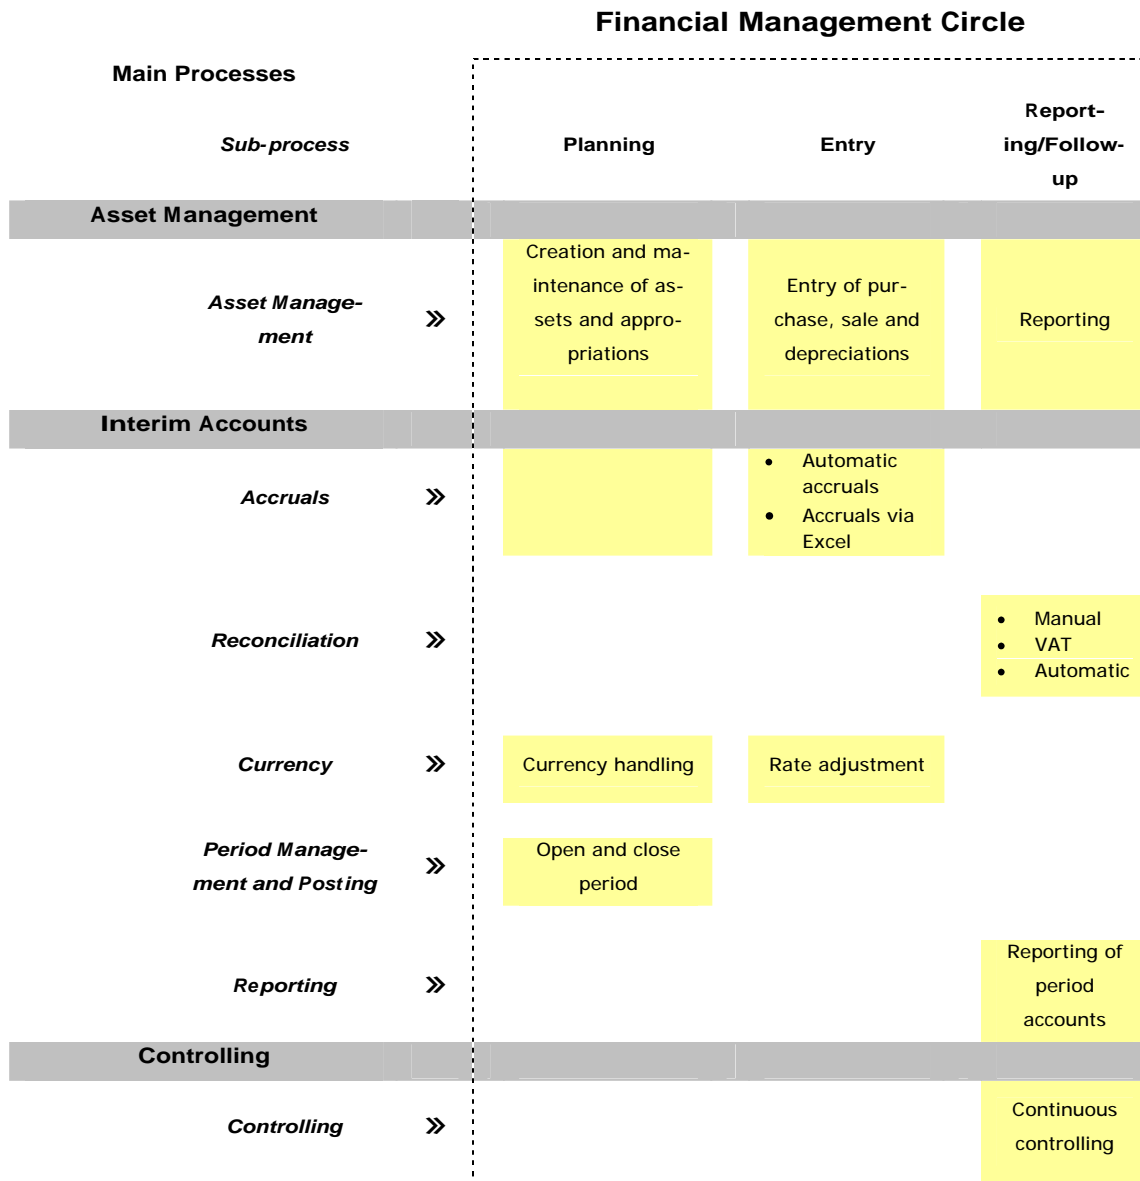 Financial Management Circle
Main Processes
Sub-process
Planning
Entry
Report-
ing/Follow-
up
Asset Management
Asset Manage-
ment
»
Creation and ma-
intenance of as-
sets and appro-
priations
Entry of pur-
chase, sale and
depreciations
Reporting
Interim Accounts
Accruals
»
• Automatic
accruals
• Accruals via
Excel
Reconciliation
»
• Manual
• VAT
• Automatic
Currency
»
Currency handling
Rate adjustment
Period Manage-
ment and Posting
»
Open and close
period
Reporting
»
Reporting of
period
accounts
Controlling
Controlling
»
Continuous
controlling